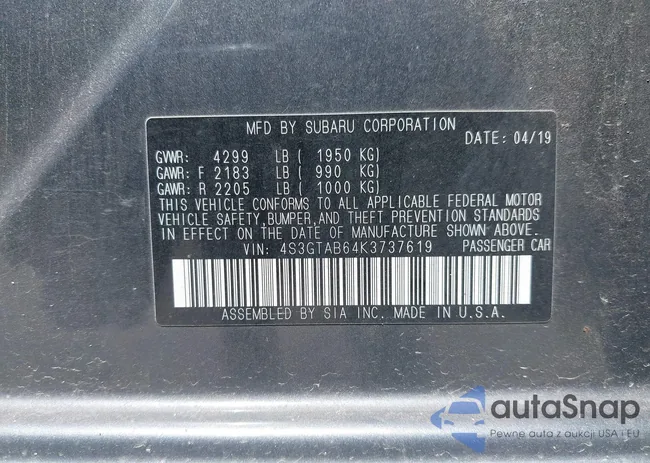 MFD BY SUBARU CORPORATION
DATE: 04/19
GVWR: 4299 LB ( 1950 KG)
GAWR: F 2183 LB ( 990 KG)
GAWR: R 2205 LB ( 1000 KG)
THIS VEHICLE CONFORMS TO ALL APPLICABLE FEDERAL MOTOR
VEHICLE SAFETY, BUMPER, AND THEFT PREVENTION STANDARDS
IN EFFECT ON THE DATE OF MANUFACTURE SHOWN ABOVE.
VIN: 4S3GTAB64K3737619 PASSENGER CAR
ASSEMBLED BY SIA INC. MADE IN U.S.A.
autoSnap
Pewne auta z aukcji USA i EU